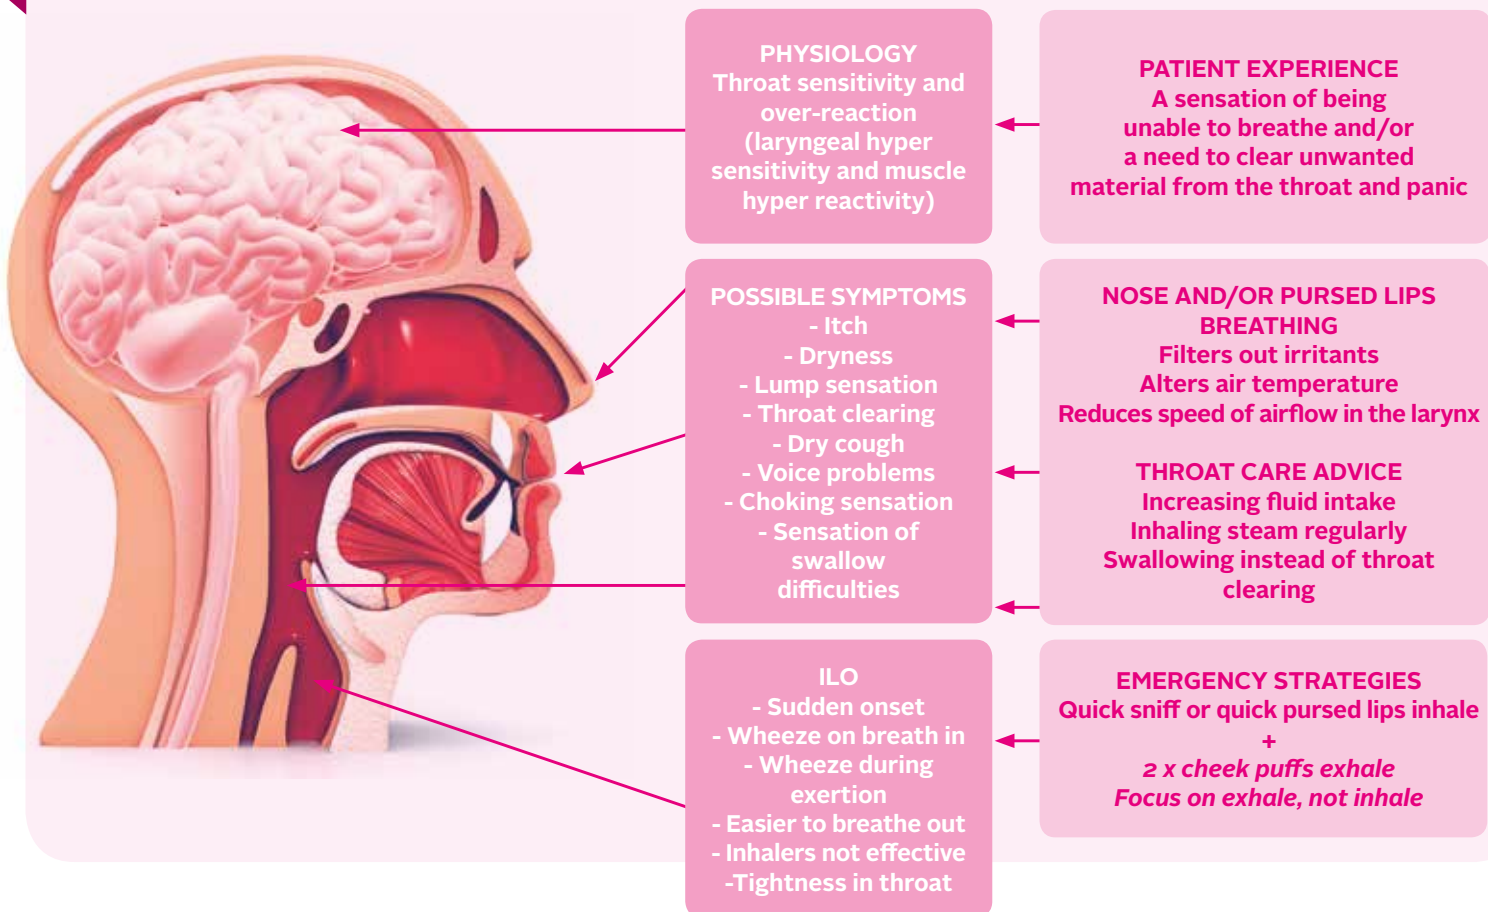 PHYSIOLOGY
Throat sensitivity and
over-reaction
(laryngeal hyper
sensitivity and muscle
hyper reactivity)
PATIENT EXPERIENCE
A sensation of being
unable to breathe and/or
a need to clear unwanted
material from the throat and panic
POSSIBLE SYMPTOMS
- Itch
- Dryness
- Lump sensation
- Throat clearing
- Dry cough
- Voice problems
- Choking sensation
- Sensation of
swallow
difficulties
NOSE AND/OR PURSED LIPS
BREATHING
Filters out irritants
Alters air temperature
Reduces speed of airflow in the larynx
THROAT CARE ADVICE
Increasing fluid intake
Inhaling steam regularly
Swallowing instead of throat
clearing
ILO
- Sudden onset
- Wheeze on breath in
- Wheeze during
exertion
- Easier to breathe out
- Inhalers not effective
-Tightness in throat
EMERGENCY STRATEGIES
Quick sniff or quick pursed lips inhale
+
2 x cheek puffs exhale
Focus on exhale, not inhale